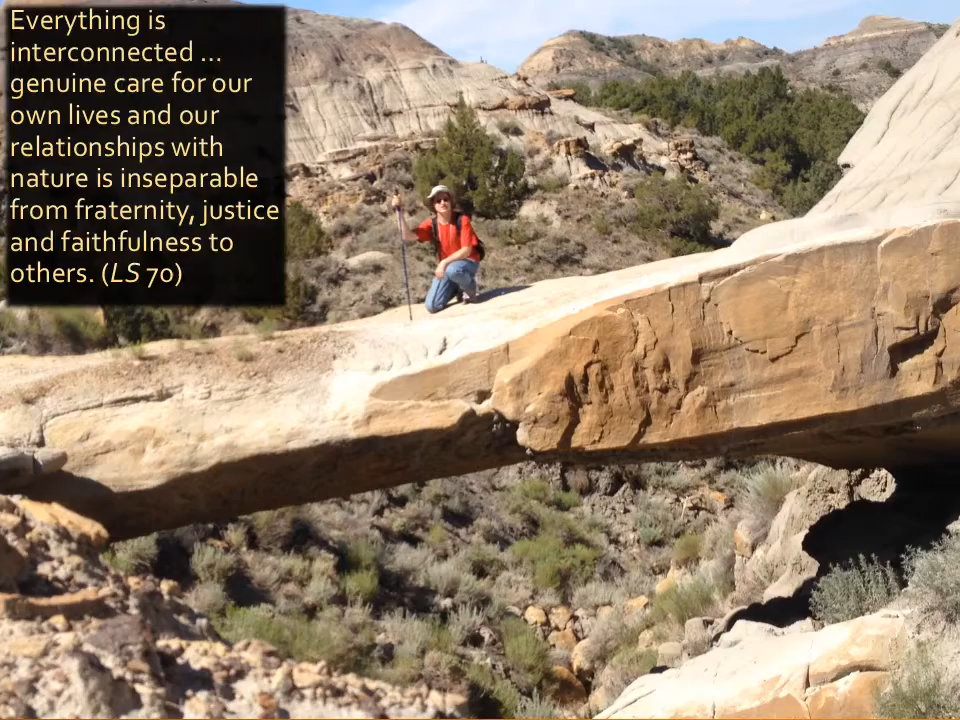 Everything is
interconnected …
genuine care for our
own lives and our
relationships with
nature is inseparable
from fraternity, justice
and faithfulness to
others. (LS 70)